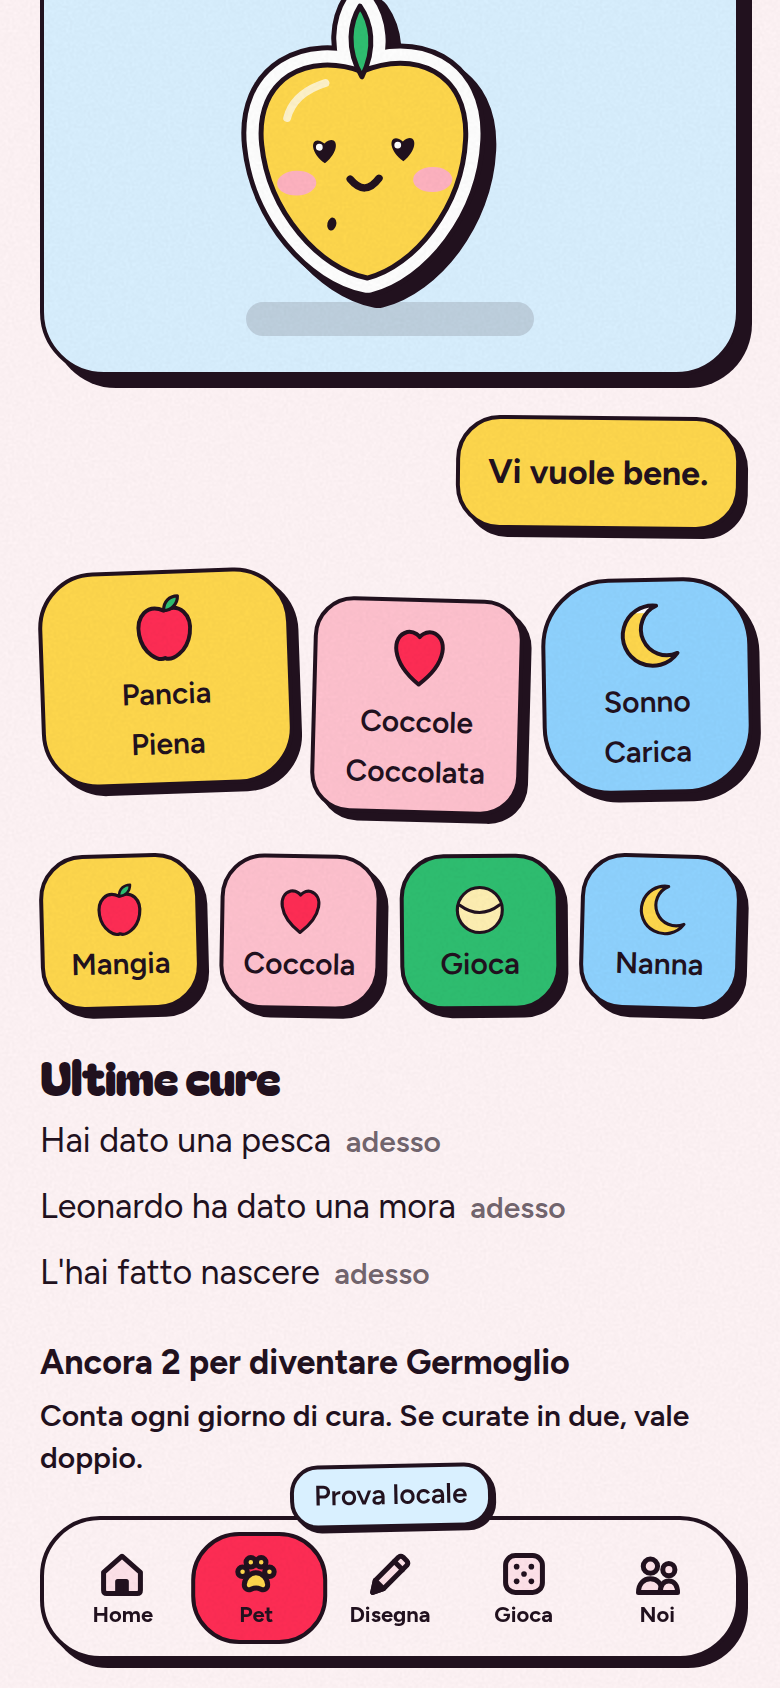 Vi vuole bene.
Pancia
Piena
Coccole
Coccolata
Sonno
Carica
Mangia
Coccola
Gioca
Nanna
Ultime cure
Hai dato una pesca adesso
Leonardo ha dato una mora adesso
L'hai fatto nascere adesso
Ancora 2 per diventare Germoglio
Conta ogni giorno di cura. Se curate in due, vale
doppio.
Prova locale
Home
Pet
Disegna
Gioca
Noi